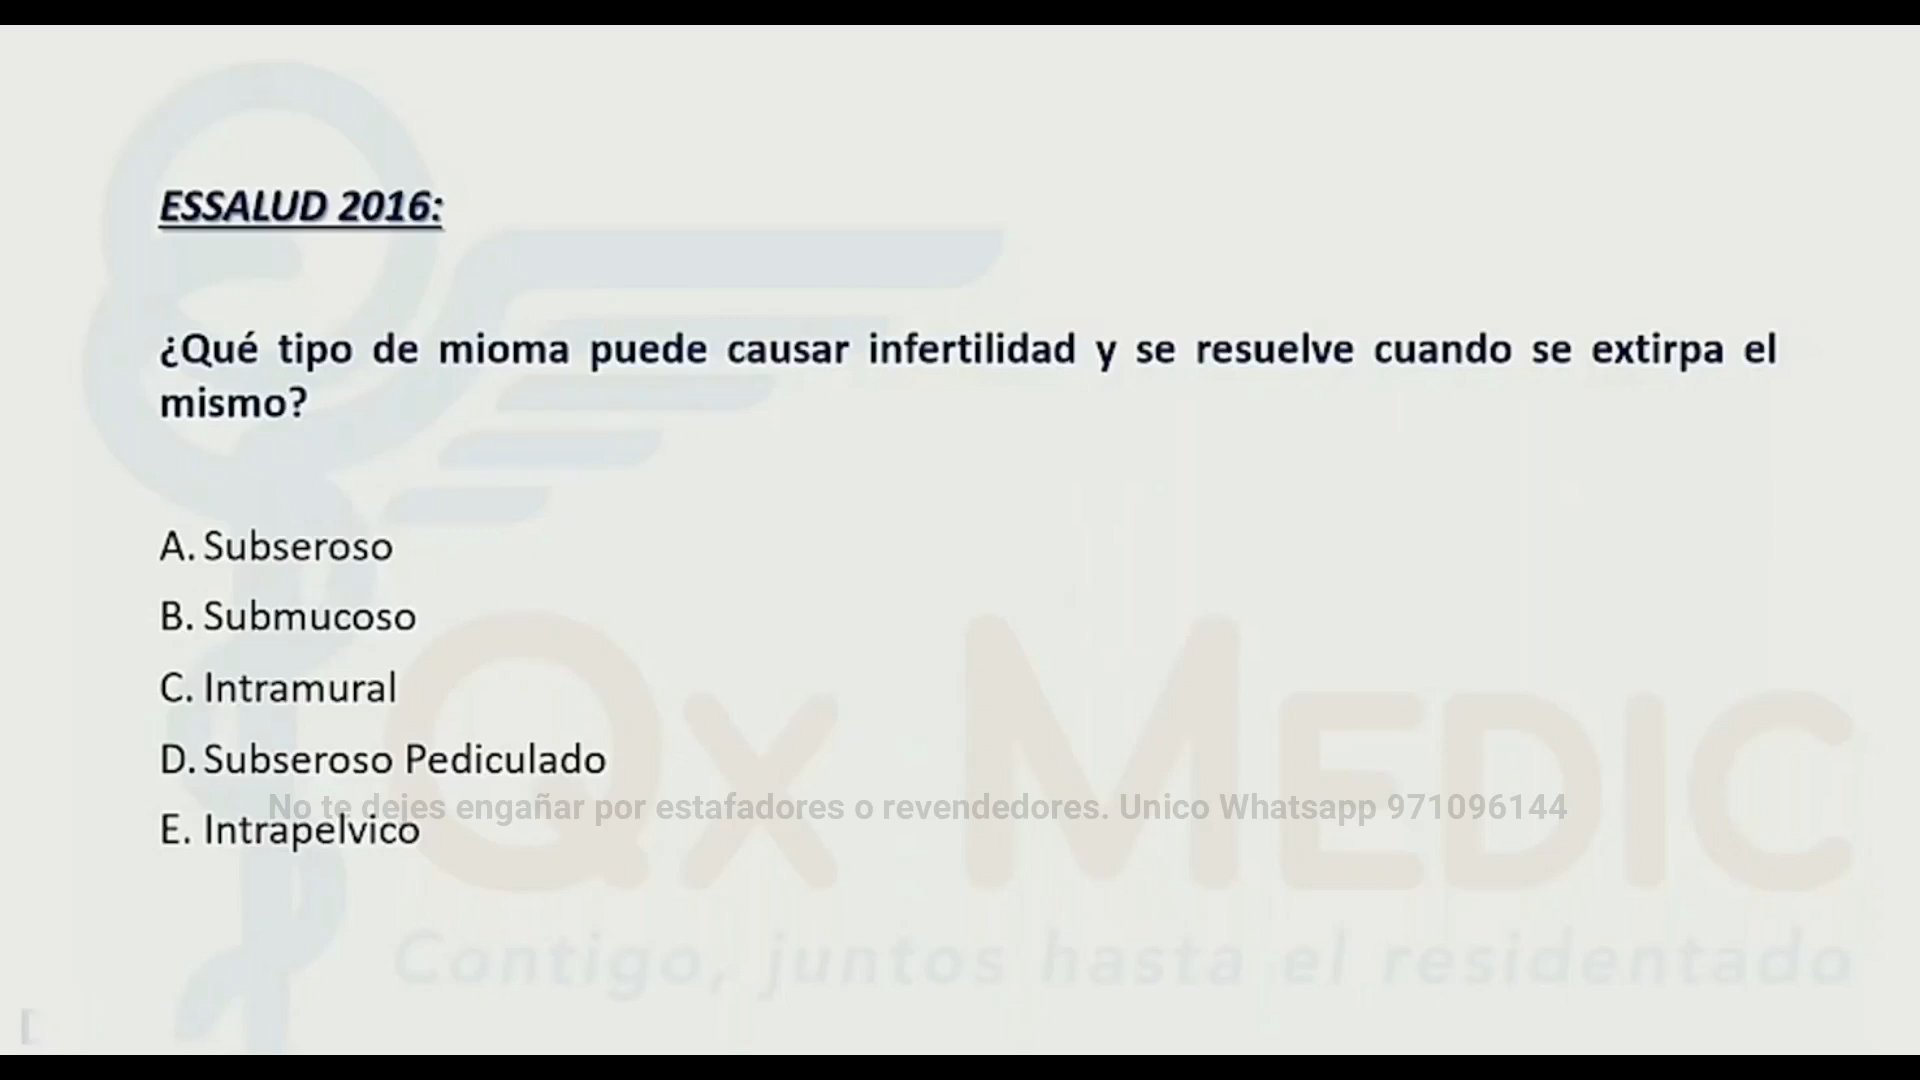 ESSALUD 2016:
¿Qué tipo de mioma puede causar infertilidad y se resuelve cuando se extirpa el
mismo?
A. Subseroso
B. Submucoso
C. Intramural
D. Subseroso Pediculado
No te dejes engañar por estafadores o revendedores. Unico Whatsapp 971096144
E. Intrapelvico
Qx MEDIC
Contigo, juntos hasta el residentado